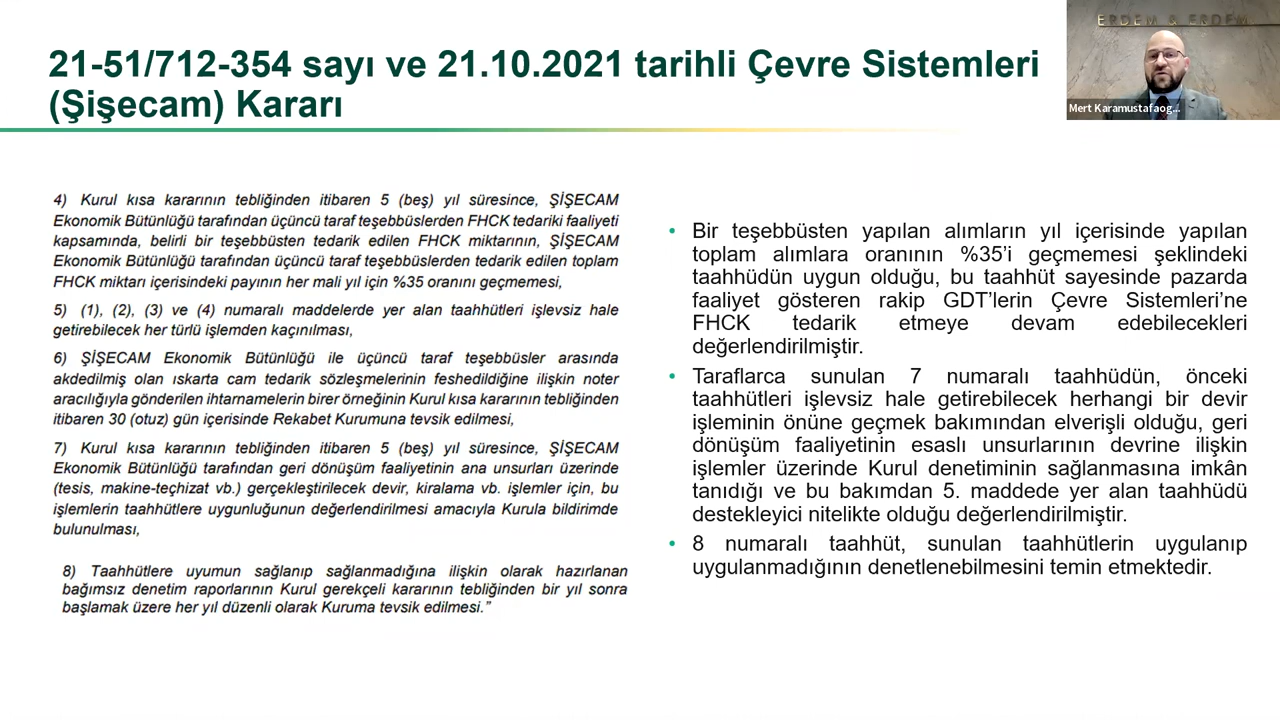 21-51/712-354 sayı ve 21.10.2021 tarihli Çevre Sistemleri
(Şişecam) Kararı
ERDEM & ERDEM
Mert Karamustafaog...
4) Kurul kısa kararının tebliğinden itibaren 5 (beş) yıl süresince, ŞİŞECAM
Ekonomik Bütünlüğü tarafından üçüncü taraf teşebbüslerden FHCK tedariki faaliyeti
kapsamında, belirli bir teşebbüsten tedarik edilen FHCK miktarının, ŞİŞECAM
Ekonomik Bütünlüğü tarafından üçüncü taraf teşebbüslerden tedarik edilen toplam
FHCK miktarı içerisindeki payının her mali yıl için %35 oranını geçmemesi,
5) (1), (2), (3) ve (4) numaralı maddelerde yer alan taahhütleri işlevsiz hale
getirebilecek her türlü işlemden kaçınılması,
6) ŞİŞECAM Ekonomik Bütünlüğü ile üçüncü taraf teşebbüsler arasında
akdedilmiş olan ıskarta cam tedarik sözleşmelerinin feshedildiğine ilişkin noter
aracılığıyla gönderilen ihtarnamelerin birer örneğinin Kurul kısa kararının tebliğinden
itibaren 30 (otuz) gün içerisinde Rekabet Kurumuna tevsik edilmesi,
7) Kurul kısa kararının tebliğinden itibaren 5 (beş) yıl süresince, ŞİŞECAM
Ekonomik Bütünlüğü tarafından geri dönüşüm faaliyetinin ana unsurları üzerinde
(tesis, makine-teçhizat vb.) gerçekleştirilecek devir, kiralama vb. işlemler için, bu
işlemlerin taahhütlere uygunluğunun değerlendirilmesi amacıyla Kurula bildirimde
bulunulması,
8) Taahhütlere uyumun sağlanıp sağlanmadığına ilişkin olarak hazırlanan
bağımsız denetim raporlarının Kurul gerekçeli kararının tebliğinden bir yıl sonra
başlamak üzere her yıl düzenli olarak Kuruma tevsik edilmesi.”
• Bir teşebbüsten yapılan alımların yıl içerisinde yapılan
toplam alımlara oranının %35’i geçmemesi şeklindeki
taahhüdün uygun olduğu, bu taahhüt sayesinde pazarda
faaliyet gösteren rakip GDT’lerin Çevre Sistemleri’ne
FHCK tedarik etmeye devam edebilecekleri
değerlendirilmiştir.
• Taraflarca sunulan 7 numaralı taahhüdün, önceki
taahhütleri işlevsiz hale getirebilecek herhangi bir devir
işleminin önüne geçmek bakımından elverişli olduğu, geri
dönüşüm faaliyetinin esaslı unsurlarının devrine ilişkin
işlemler üzerinde Kurul denetiminin sağlanmasına imkân
tanıdığı ve bu bakımdan 5. maddede yer alan taahhüdü
destekleyici nitelikte olduğu değerlendirilmiştir.
• 8 numaralı taahhüt, sunulan taahhütlerin uygulanıp
uygulanmadığının denetlenebilmesini temin etmektedir.